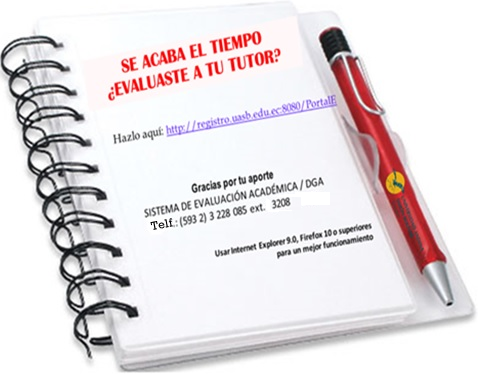 SE ACABA EL TIEMPO
¿EVALUASTE A TU TUTOR?
Hazlo aquí: http://registro.uasb.edu.ec:8080/PortalE
Gracias por tu aporte
SISTEMA DE EVALUACIÓN ACADÉMICA / DGA
Telf.: (593 2) 3 228 085 ext. 3208
Usar Internet Explorer 9.0, Firefox 10 o superiores
para un mejor funcionamiento